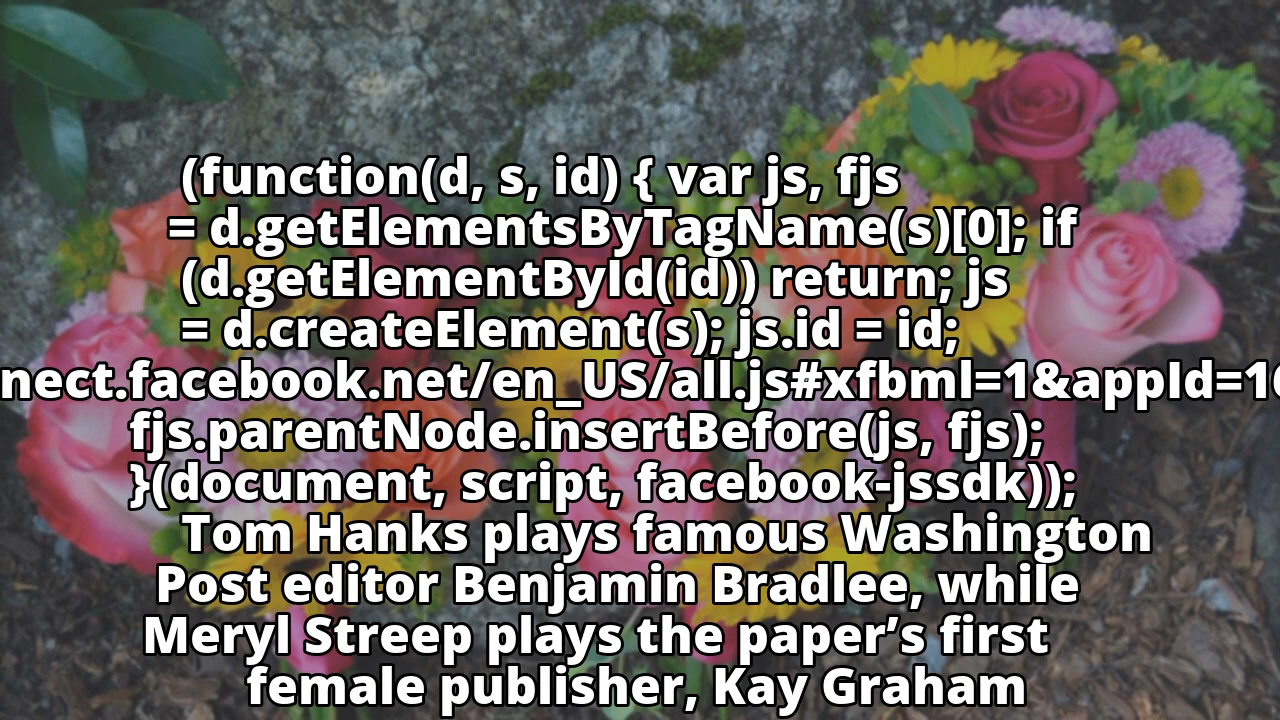 (function(d, s, id) { var js, fjs
= d.getElementsByTagName(s)[0]; if
(d.getElementById(id)) return; js
= d.createElement(s); js.id = id;
nect.facebook.net/en_US/all.js#xfbml=1&appId=1
fjs.parentNode.insertBefore(js, fjs);
}(document, script, facebook-jssdk));
Tom Hanks plays famous Washington
Post editor Benjamin Bradlee, while
Meryl Streep plays the paper’s first
female publisher, Kay Graham